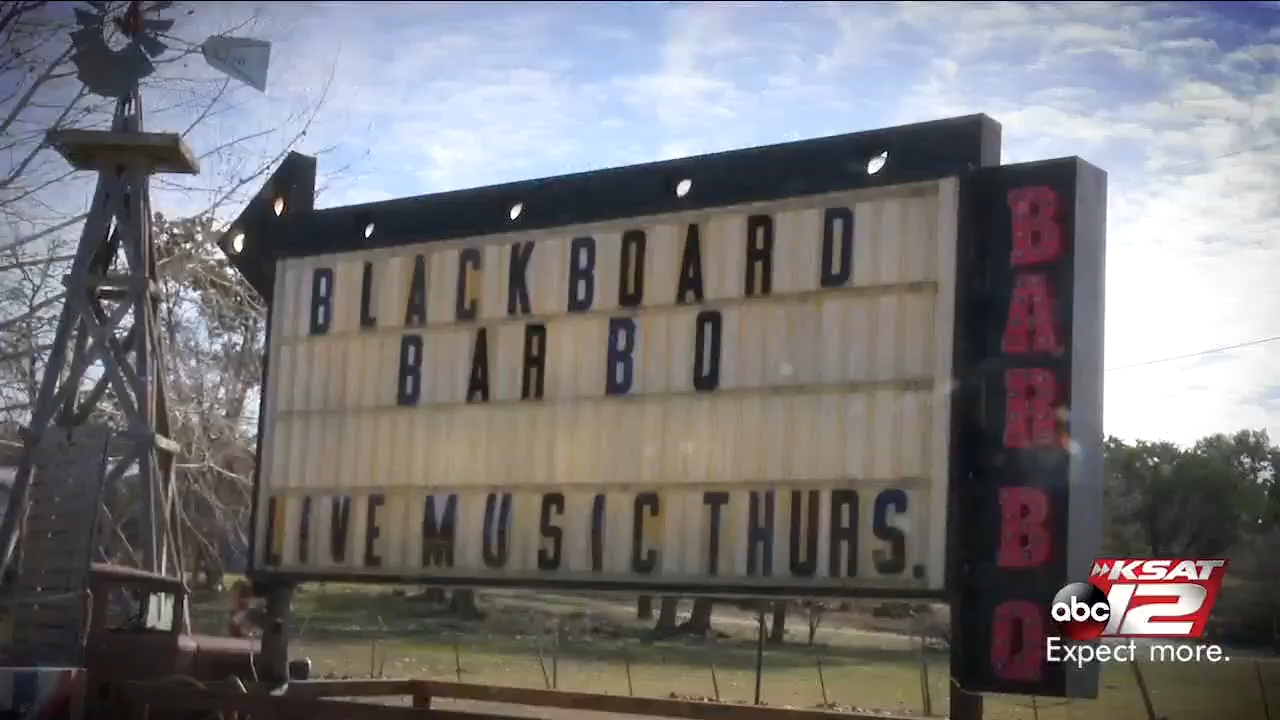 BLACKBOARD
BAR B O
LIVE MUSIC THURS.
BAR B Q
KSAT
abc 12
Expect more.